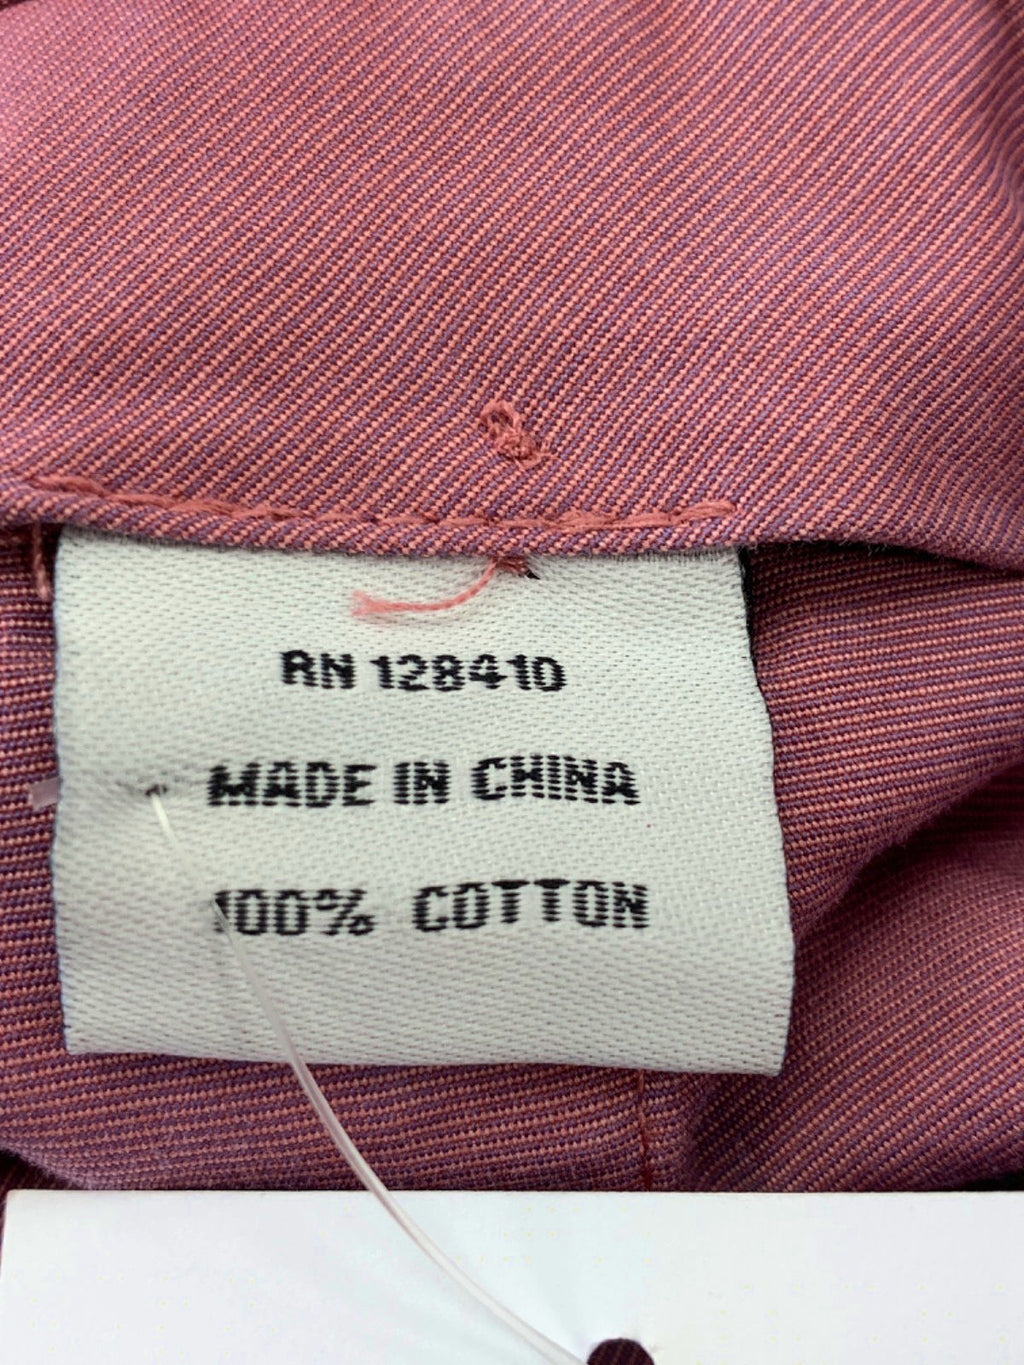 RN 128410
MADE IN CHINA
100% COTTON